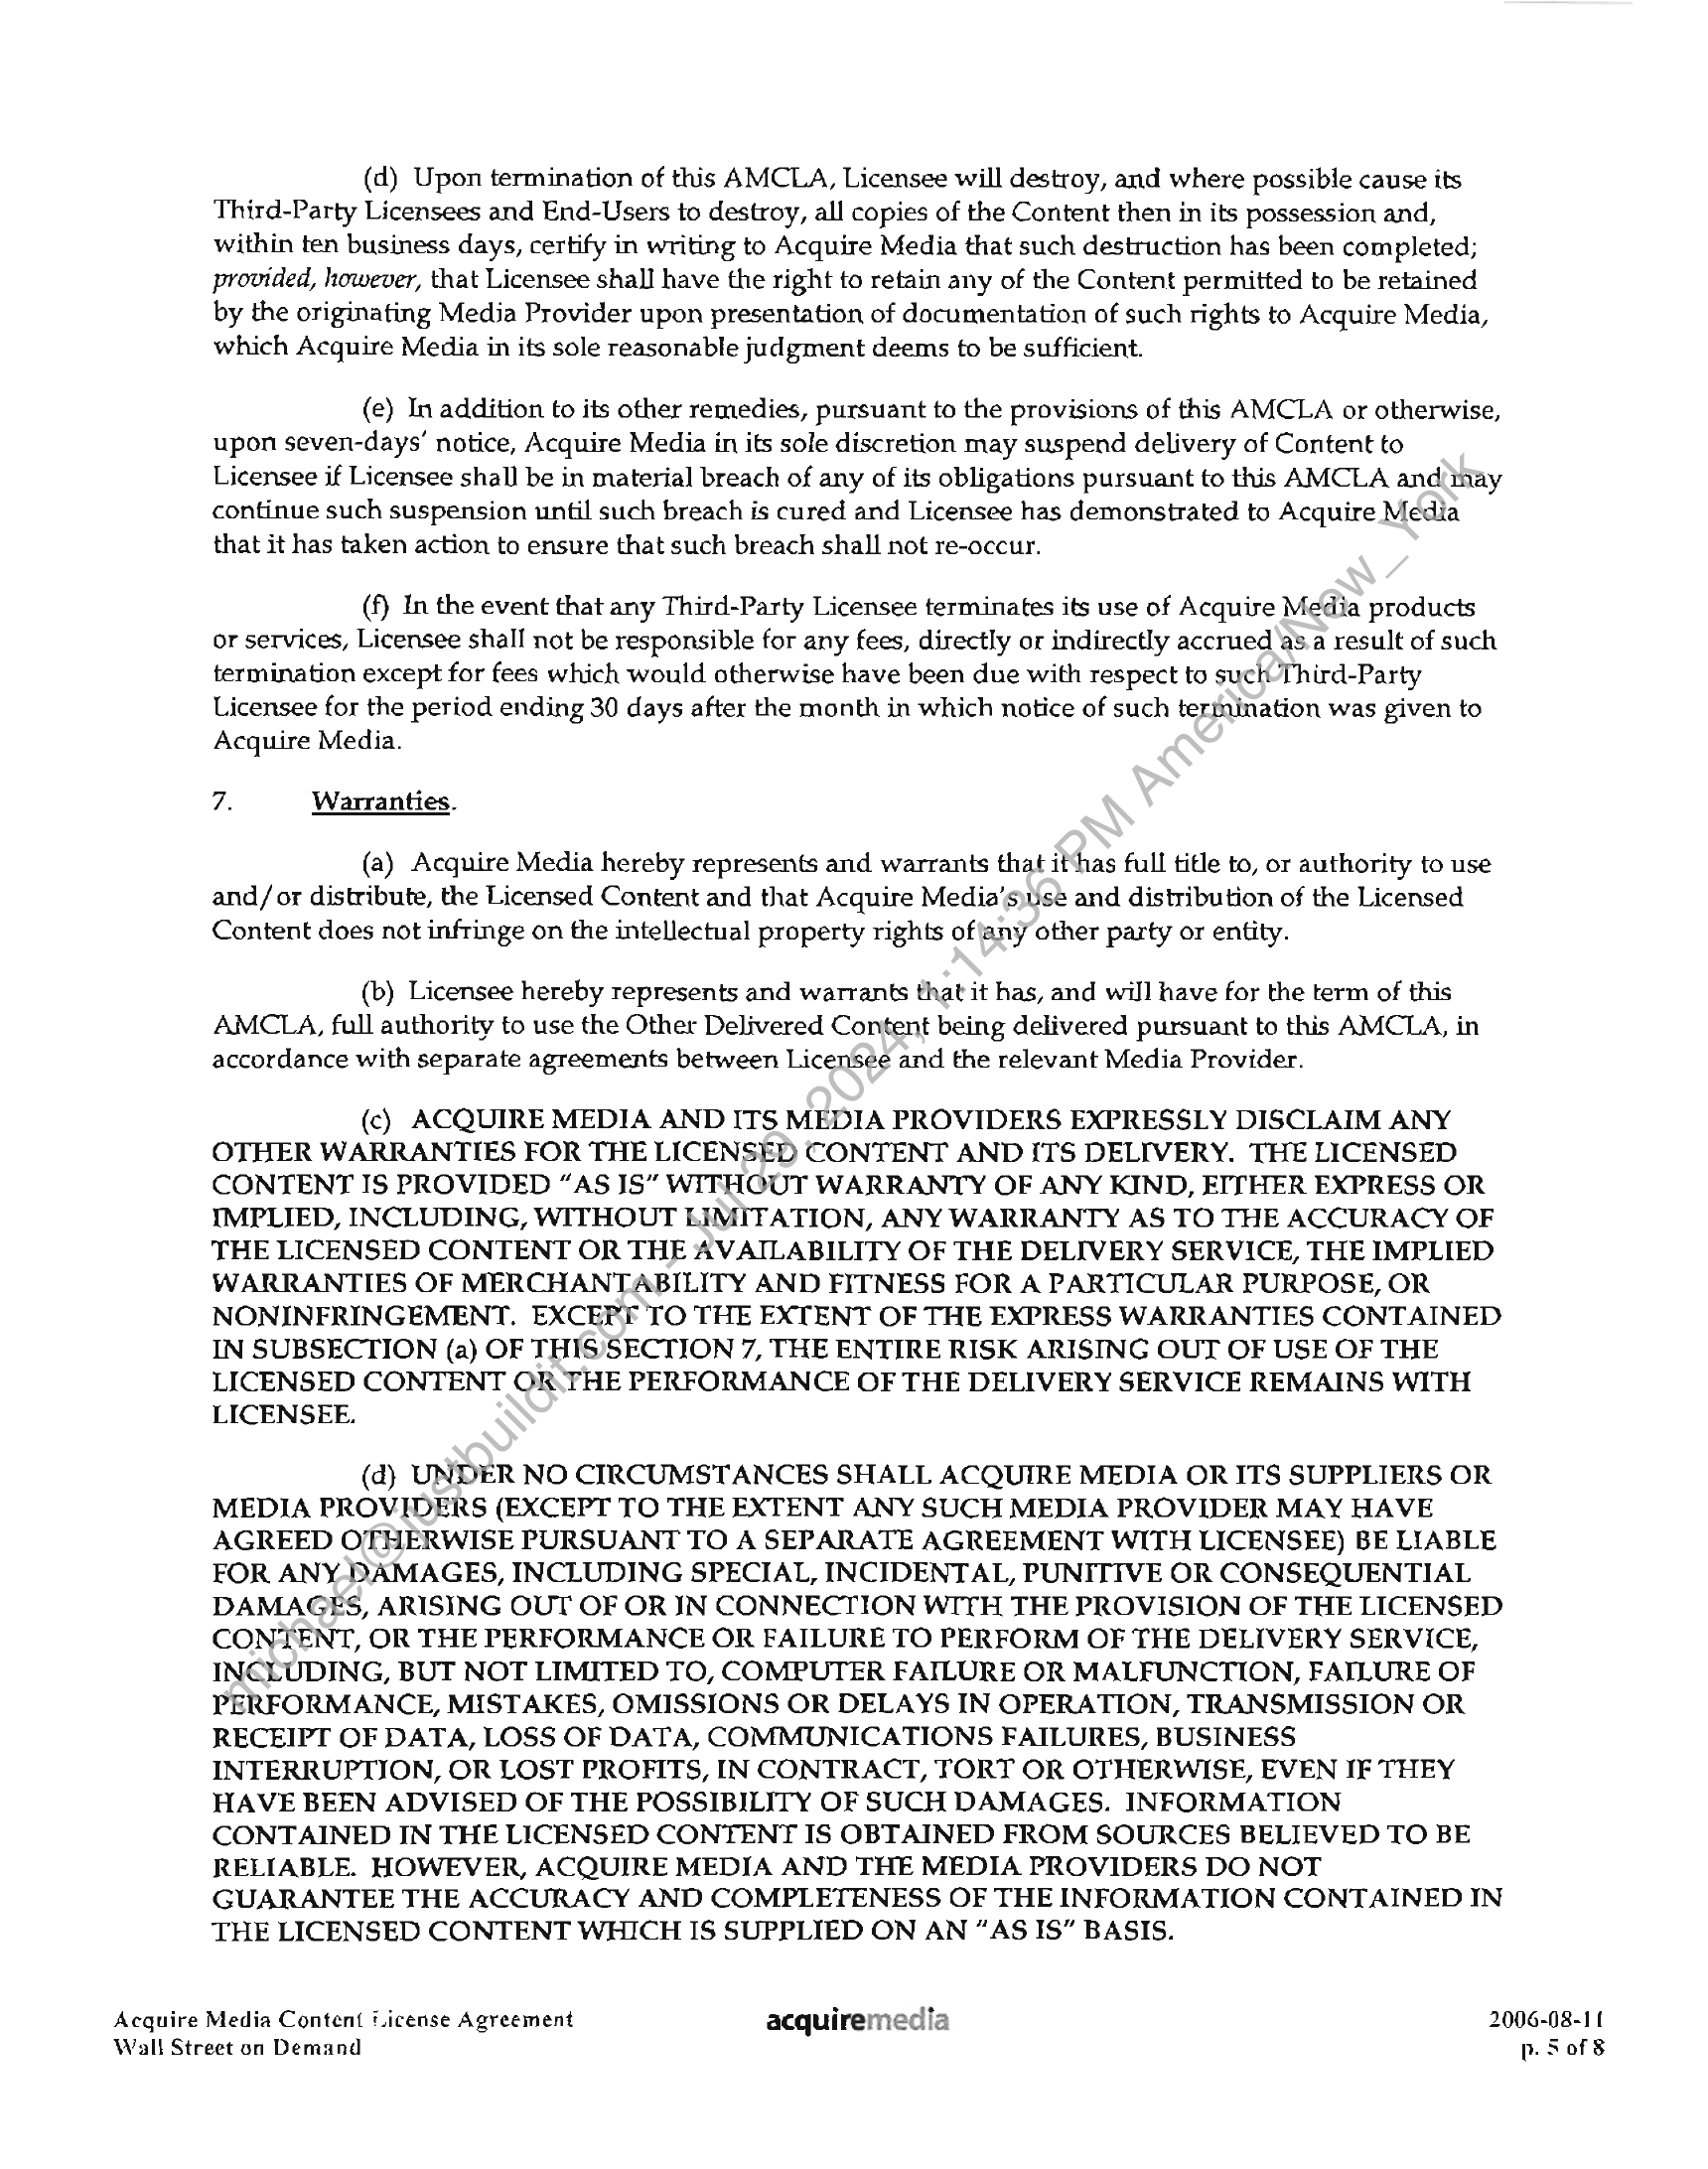 (d) Upon termination of this AMCLA, Licensee will destroy, and where possible cause its
Third-Party Licensees and End-Users to destroy, all copies of the Content then in its possession and,
within ten business days, certify in writing to Acquire Media that such destruction has been completed;
provided, however, that Licensee shall have the right to retain any of the Content permitted to be retained
by the originating Media Provider upon presentation of documentation of such rights to Acquire Media,
which Acquire Media in its sole reasonable judgment deems to be sufficient.
(e) In addition to its other remedies, pursuant to the provisions of this AMCLA or otherwise,
upon seven-days' notice, Acquire Media in its sole discretion may suspend delivery of Content to
Licensee if Licensee shall be in material breach of any of its obligations pursuant to this AMCLA and may
continue such suspension until such breach is cured and Licensee has demonstrated to Acquire Media
that it has taken action to ensure that such breach shall not re-occur.
(f) In the event that any Third-Party Licensee terminates its use of Acquire Media products
or services, Licensee shall not be responsible for any fees, directly or indirectly accrued as a result of such
termination except for fees which would otherwise have been due with respect to such Third-Party
Licensee for the period ending 30 days after the month in which notice of such termination was given to
Acquire Media.
7. Warranties.
(a) Acquire Media hereby represents and warrants that it has full title to, or authority to use
and/or distribute, the Licensed Content and that Acquire Media's use and distribution of the Licensed
Content does not infringe on the intellectual property rights of any other party or entity.
(b) Licensee hereby represents and warrants that it has, and will have for the term of this
AMCLA, full authority to use the Other Delivered Content being delivered pursuant to this AMCLA, in
accordance with separate agreements between Licensee and the relevant Media Provider.
(c) ACQUIRE MEDIA AND ITS MEDIA PROVIDERS EXPRESSLY DISCLAIM ANY
OTHER WARRANTIES FOR THE LICENSED CONTENT AND ITS DELIVERY. THE LICENSED
CONTENT IS PROVIDED "AS IS" WITHOUT WARRANTY OF ANY KIND, EITHER EXPRESS OR
IMPLIED, INCLUDING, WITHOUT LIMITATION, ANY WARRANTY AS TO THE ACCURACY OF
THE LICENSED CONTENT OR THE AVAILABILITY OF THE DELIVERY SERVICE, THE IMPLIED
WARRANTIES OF MERCHANTABILITY AND FITNESS FOR A PARTICULAR PURPOSE, OR
NONINFRINGEMENT. EXCEPT TO THE EXTENT OF THE EXPRESS WARRANTIES CONTAINED
IN SUBSECTION (a) OF THIS SECTION 7, THE ENTIRE RISK ARISING OUT OF USE OF THE
LICENSED CONTENT OR THE PERFORMANCE OF THE DELIVERY SERVICE REMAINS WITH
LICENSEE.
(d) UNDER NO CIRCUMSTANCES SHALL ACQUIRE MEDIA OR ITS SUPPLIERS OR
MEDIA PROVIDERS (EXCEPT TO THE EXTENT ANY SUCH MEDIA PROVIDER MAY HAVE
AGREED OTHERWISE PURSUANT TO A SEPARATE AGREEMENT WITH LICENSEE) BE LIABLE
FOR ANY DAMAGES, INCLUDING SPECIAL, INCIDENTAL, PUNITIVE OR CONSEQUENTIAL
DAMAGES, ARISING OUT OF OR IN CONNECTION WITH THE PROVISION OF THE LICENSED
CONTENT, OR THE PERFORMANCE OR FAILURE TO PERFORM OF THE DELIVERY SERVICE,
INCLUDING, BUT NOT LIMITED TO, COMPUTER FAILURE OR MALFUNCTION, FAILURE OF
PERFORMANCE, MISTAKES, OMISSIONS OR DELAYS IN OPERATION, TRANSMISSION OR
RECEIPT OF DATA, LOSS OF DATA, COMMUNICATIONS FAILURES, BUSINESS
INTERRUPTION, OR LOST PROFITS, IN CONTRACT, TORT OR OTHERWISE, EVEN IF THEY
HAVE BEEN ADVISED OF THE POSSIBILITY OF SUCH DAMAGES. INFORMATION
CONTAINED IN THE LICENSED CONTENT IS OBTAINED FROM SOURCES BELIEVED TO BE
RELIABLE. HOWEVER, ACQUIRE MEDIA AND THE MEDIA PROVIDERS DO NOT
GUARANTEE THE ACCURACY AND COMPLETENESS OF THE INFORMATION CONTAINED IN
THE LICENSED CONTENT WHICH IS SUPPLIED ON AN "AS IS" BASIS.
michael@justbuildit.com - Jul 29, 2024, 1:14:36 PM America/New_York
Acquire Media Content License Agreement acquiremedia 2006-08-11
Wall Street on Demand p. 5 of 8